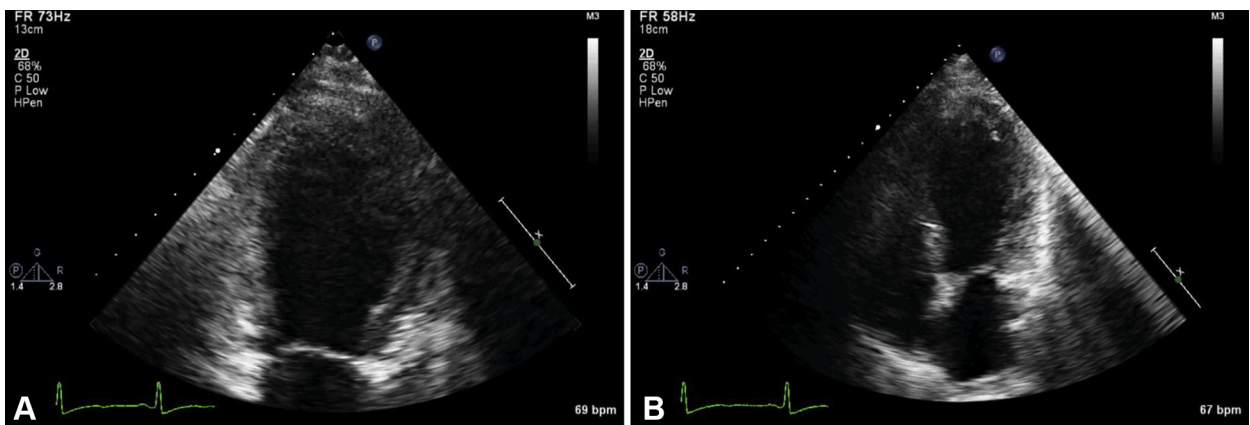 FR 73Hz
13cm
2D
68%
C 50
P Low
HPen
M3
P
G
P R
1.4 2.8
X
A
69 bpm
FR 58Hz
18cm
2D
68%
C 50
P Low
HPen
M3
P
G
P R
1.4 2.8
X
B
67 bpm